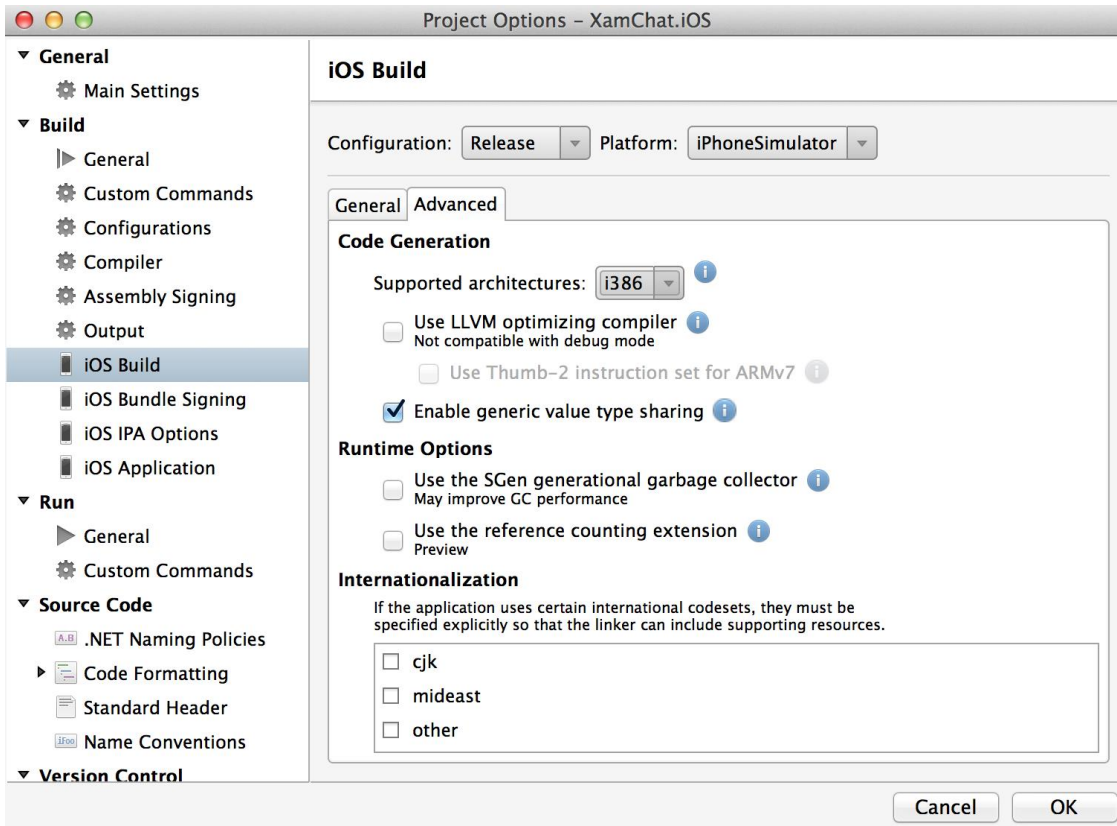 Project Options – XamChat.iOS
General
Main Settings
Build
General
Custom Commands
Configurations
Compiler
Assembly Signing
Output
iOS Build
iOS Bundle Signing
iOS IPA Options
iOS Application
Run
General
Custom Commands
Source Code
A.B .NET Naming Policies
Code Formatting
Standard Header
iFoo Name Conventions
Version Control
iOS Build
Configuration: Release Platform: iPhoneSimulator
General Advanced
Code Generation
Supported architectures: i386
Use LLVM optimizing compiler
Not compatible with debug mode
Use Thumb-2 instruction set for ARMv7
Enable generic value type sharing
Runtime Options
Use the SGen generational garbage collector
May improve GC performance
Use the reference counting extension
Preview
Internationalization
If the application uses certain international codesets, they must be
specified explicitly so that the linker can include supporting resources.
cjk
mideast
other
Cancel OK